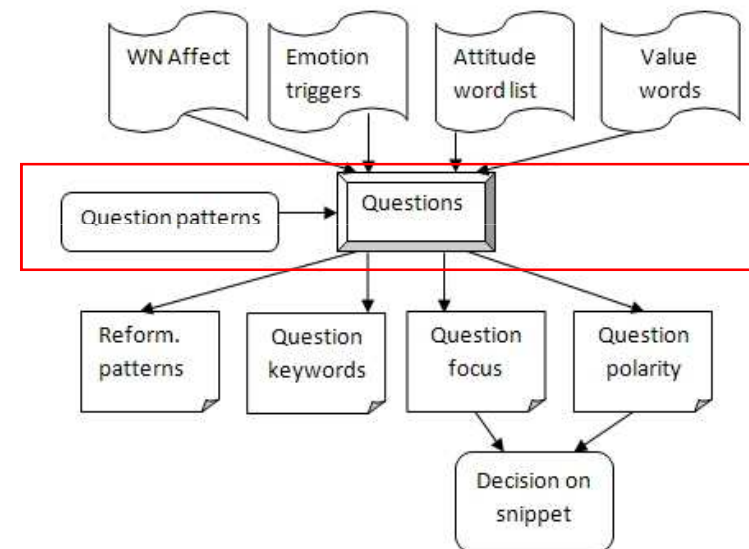 WN Affect
Emotion
triggers
Attitude
word list
Value
words
Question patterns
Questions
Reform.
patterns
Question
keywords
Question
focus
Question
polarity
Decision on
snippet